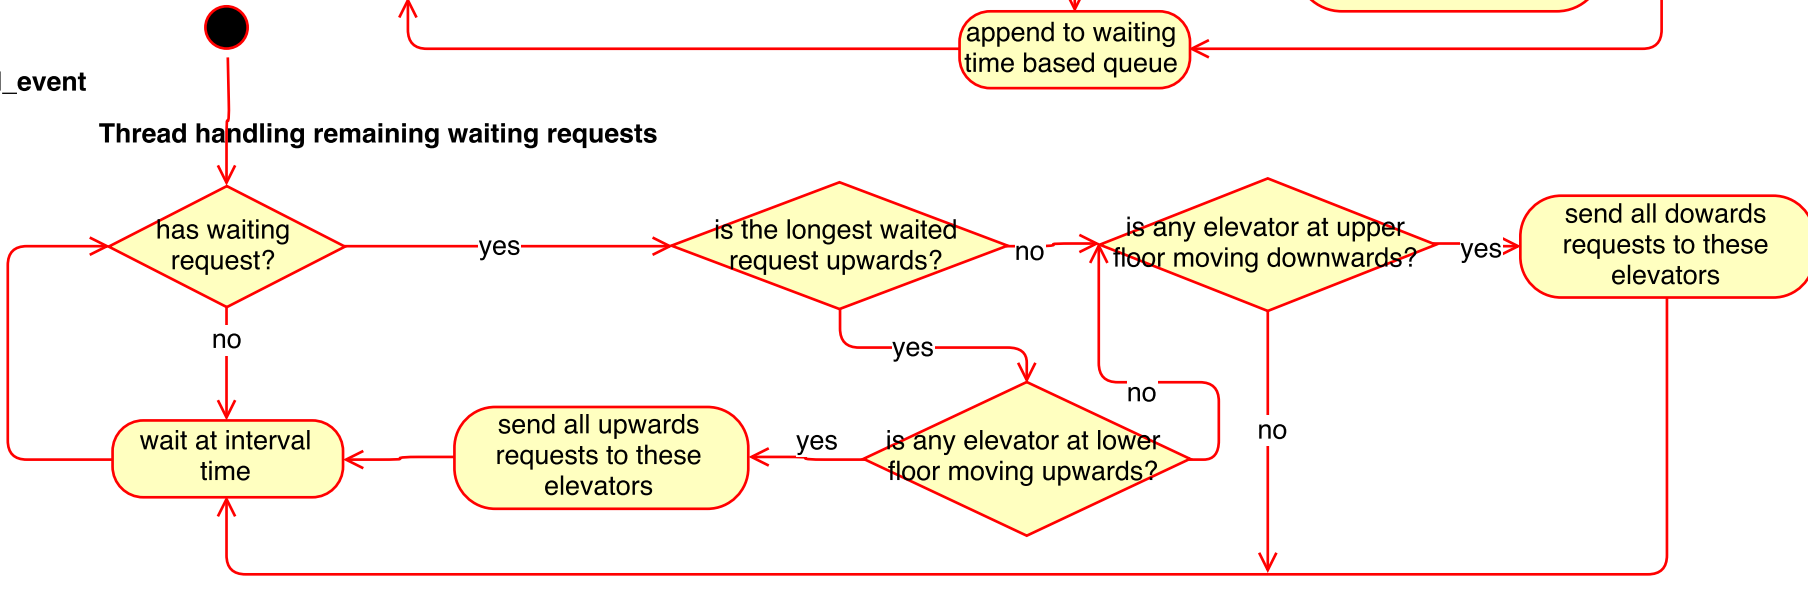 append to waiting
time based queue
_event
Thread handling remaining waiting requests
has waiting
request?
yes
is the longest waited
request upwards?
no
is any elevator at upper
floor moving downwards?
yes
send all dowards
requests to these
elevators
no
yes
no
wait at interval
time
send all upwards
requests to these
elevators
yes
is any elevator at lower
floor moving upwards?
no